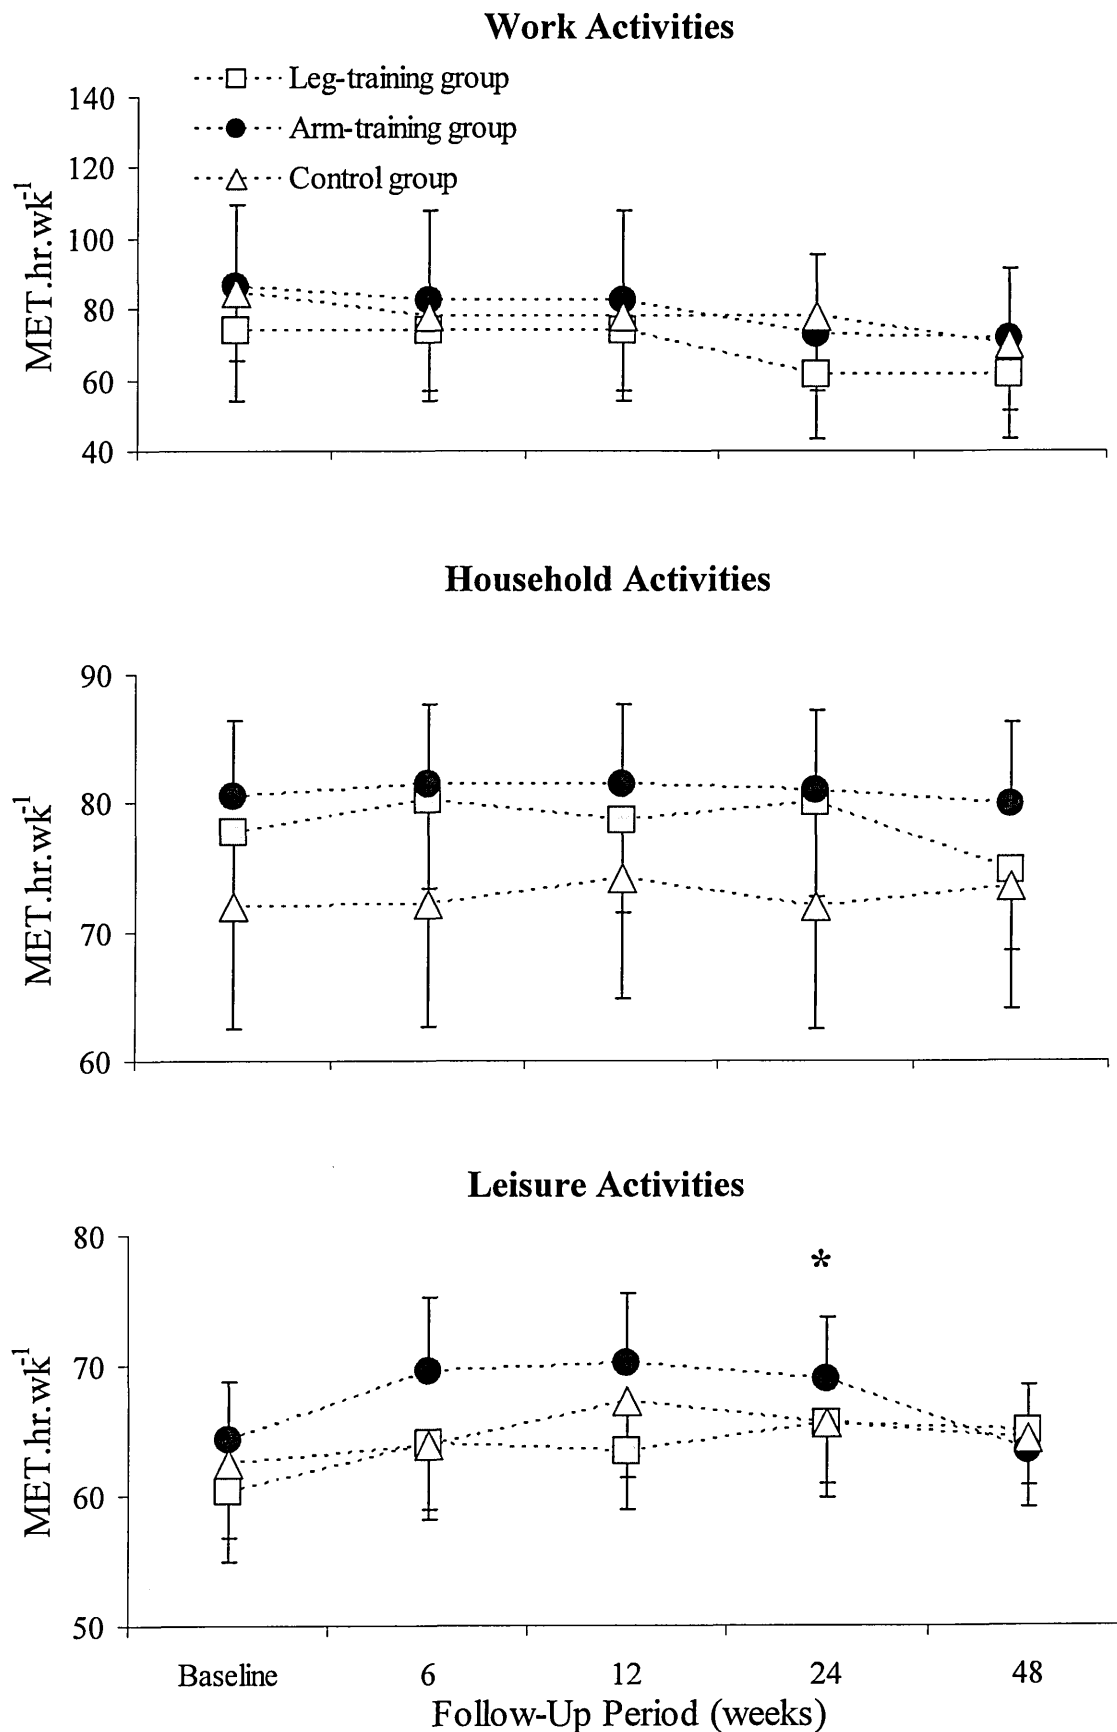 Work Activities
Leg-training group
Arm-training group
Control group
140
120
100
80
60
40
MET.hr.wk⁻¹
Household Activities
90
80
70
60
MET.hr.wk⁻¹
Leisure Activities
*
80
70
60
50
MET.hr.wk⁻¹
Baseline 6 12 24 48
Follow-Up Period (weeks)